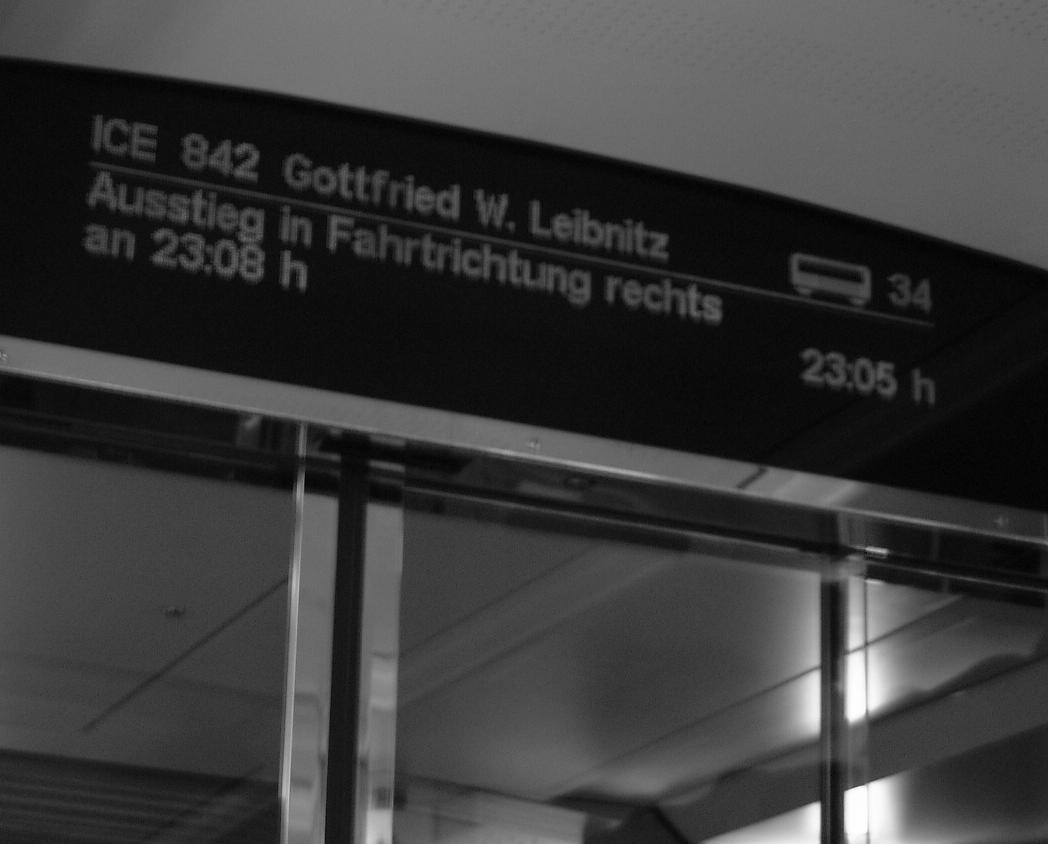 ICE 842 Gottfried W. Leibnitz 34
Ausstieg in Fahrtrichtung rechts
an 23:08 h
23:05 h